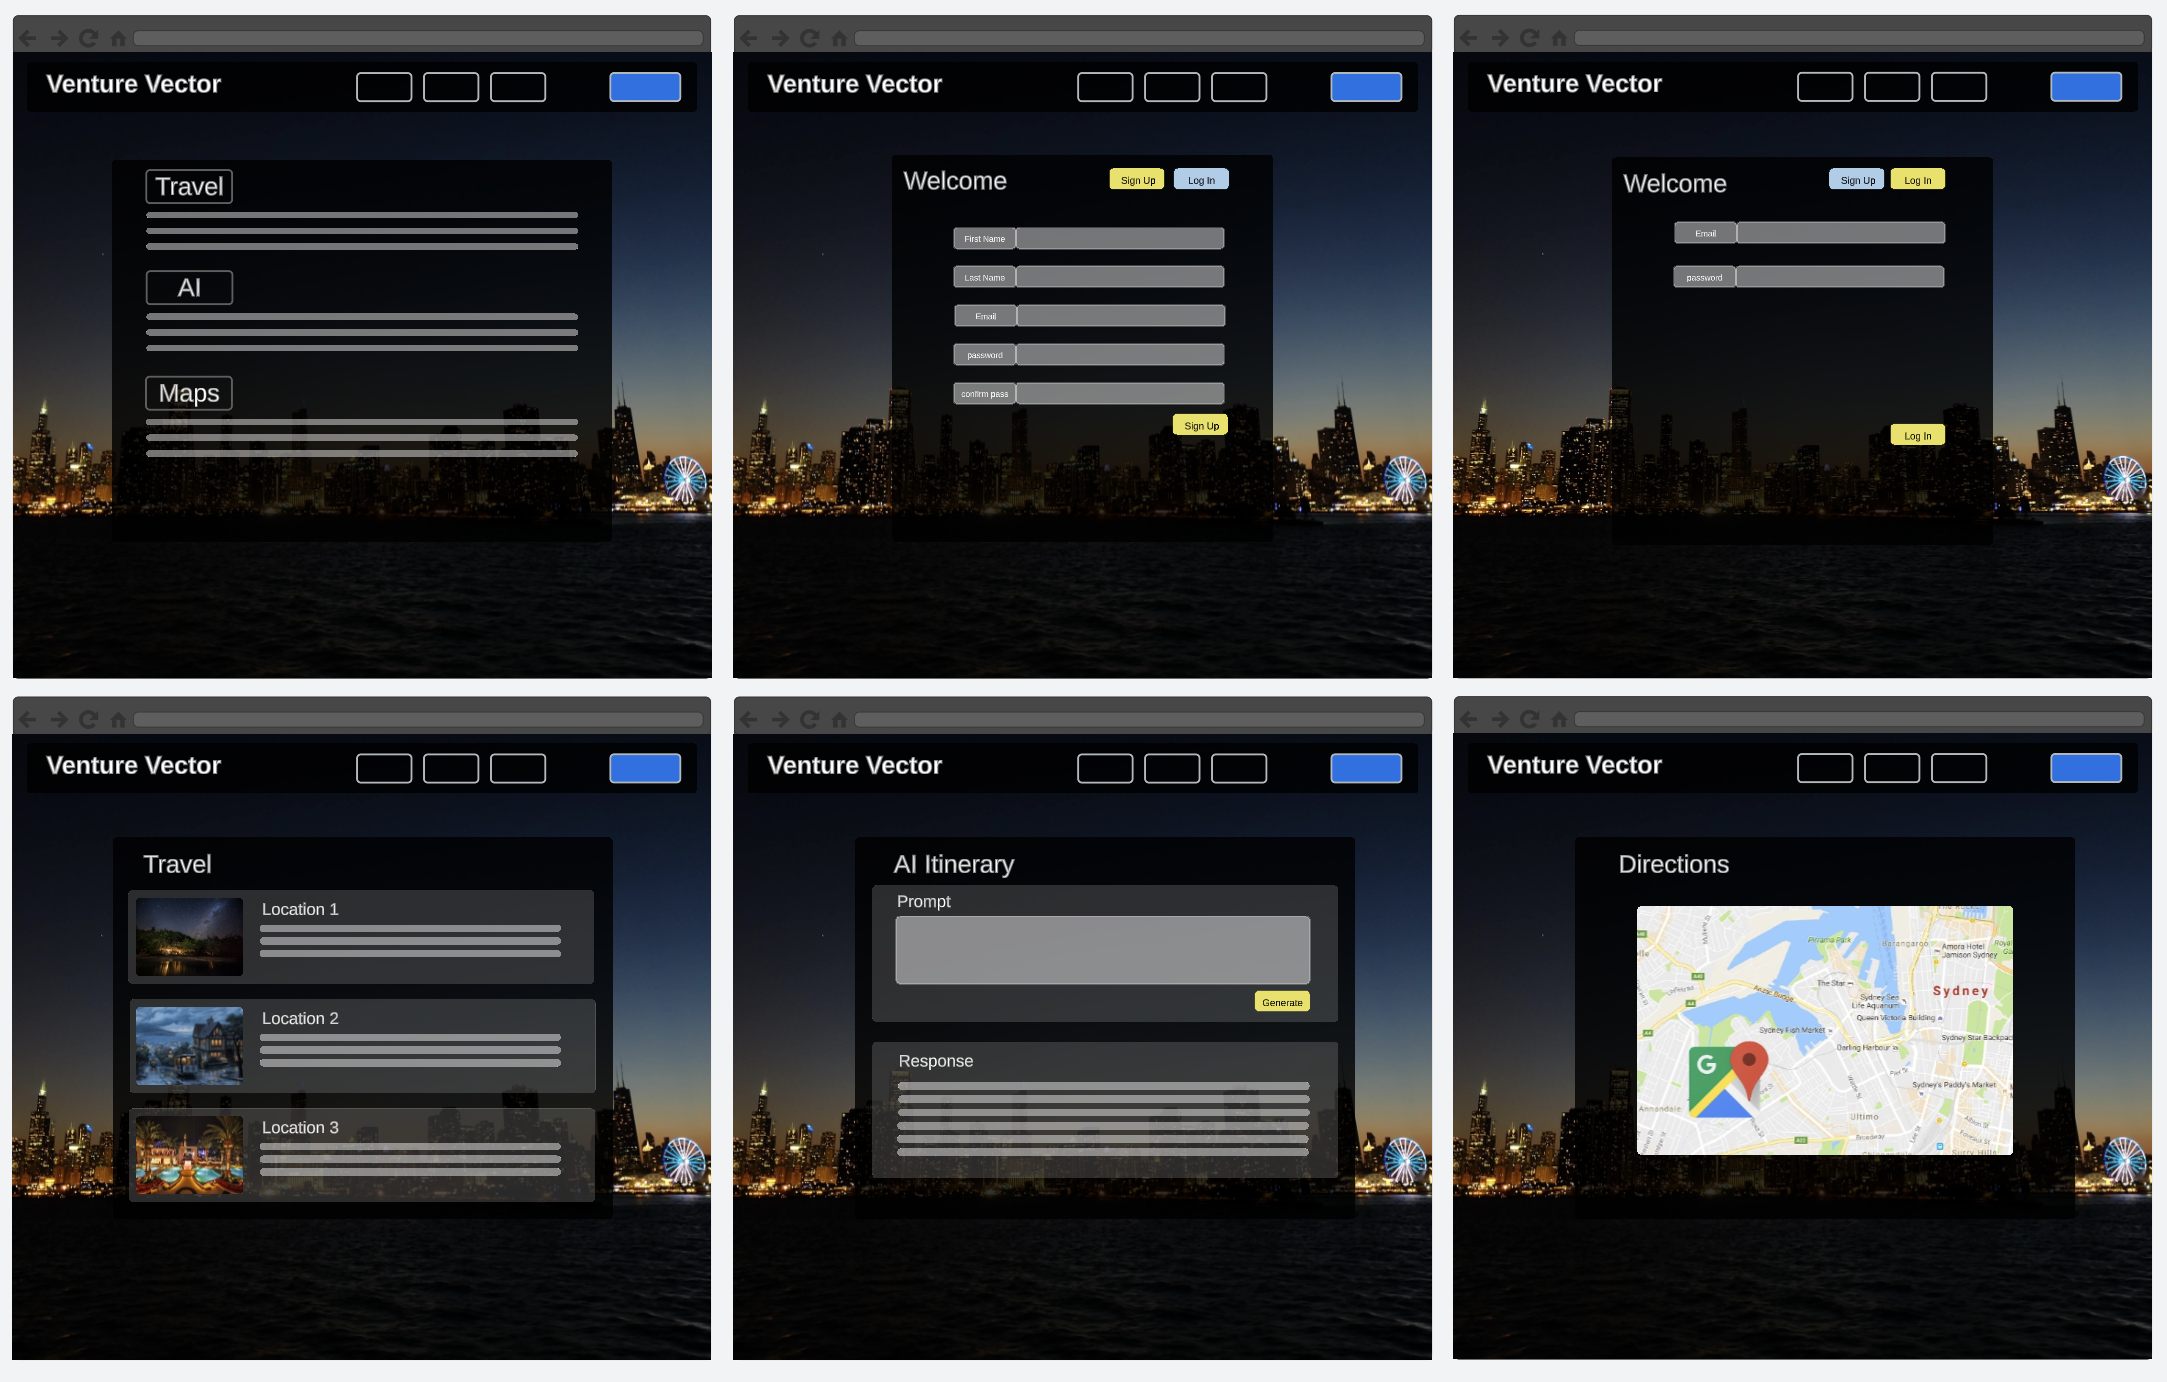 Venture Vector
Travel
AI
Maps
Venture Vector
Welcome
Sign Up
Log In
First Name
Last Name
Email
password
confirm pass
Sign Up
Venture Vector
Welcome
Sign Up
Log In
Email
password
Log In
Venture Vector
Travel
Location 1
Location 2
Location 3
Venture Vector
AI Itinerary
Prompt
Generate
Response
Venture Vector
Directions
Pirrama Park
Barangaroo
Amora Hotel
Jamison Sydney
The Star
Anzac Bridge
Sydney Sea
Life Aquarium
Sydney
Queen Victoria Building
Sydney Fish Market
Darling Harbour
Sydney Star Backpac
Sydney's Paddy's Market
G
Annandale
Ultimo
Broadway
Surry Hills